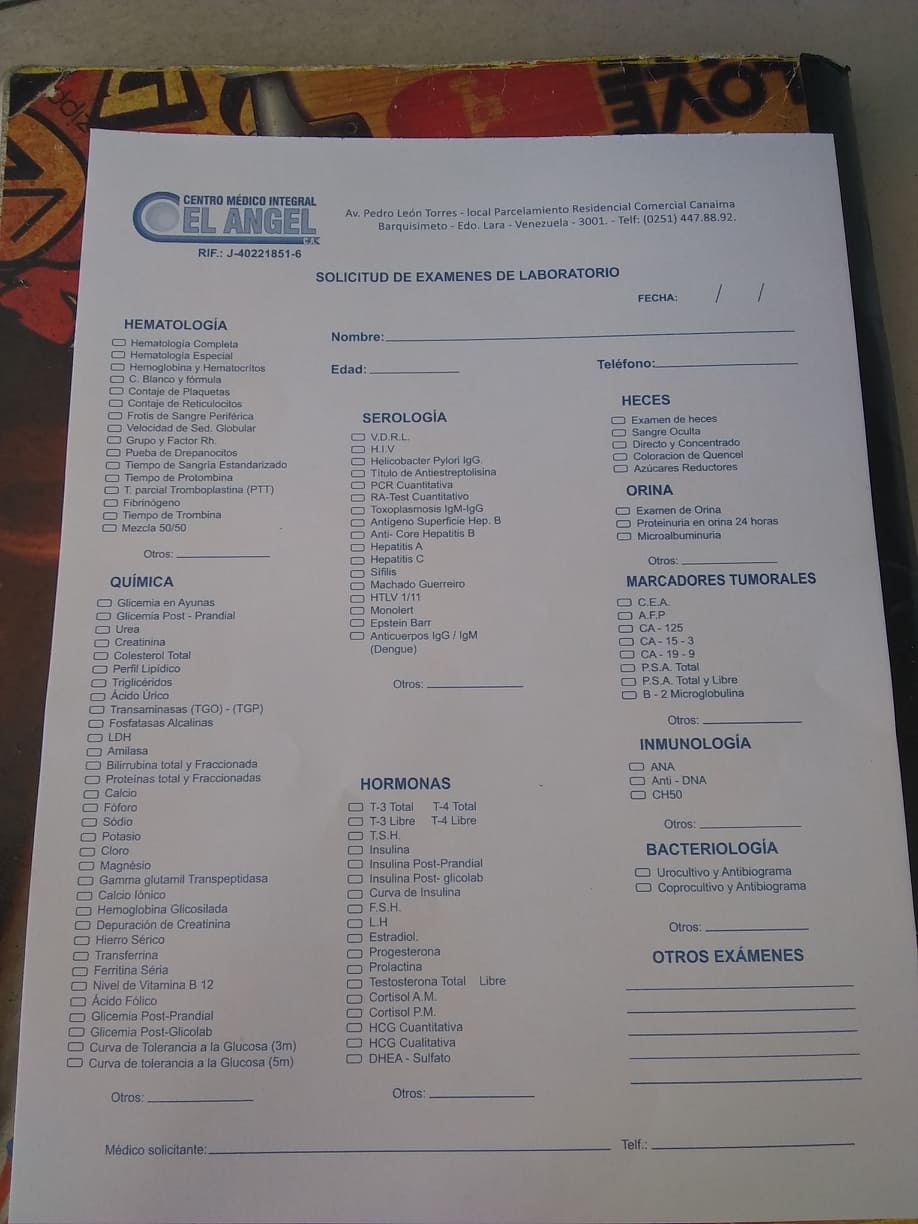 LOVE
CENTRO MÉDICO INTEGRAL
EL ANGEL
C.A.
RIF.: J-40221851-6
Av. Pedro León Torres - local Parcelamiento Residencial Comercial Canaima
Barquisimeto - Edo. Lara - Venezuela - 3001. - Telf: (0251) 447.88.92.
SOLICITUD DE EXAMENES DE LABORATORIO
FECHA: / /
Nombre:
Edad:
Teléfono:
HEMATOLOGÍA
Hematología Completa
Hematología Especial
Hemoglobina y Hematocrítos
C. Blanco y fórmula
Contaje de Plaquetas
Contaje de Reticulocitos
Frotis de Sangre Periférica
Velocidad de Sed. Globular
Grupo y Factor Rh.
Pueba de Drepanocitos
Tiempo de Sangría Estandarizado
Tiempo de Protombina
T. parcial Tromboplastina (PTT)
Fibrinógeno
Tiempo de Trombina
Mezcla 50/50
Otros:
QUÍMICA
Glicemia en Ayunas
Glicemia Post - Prandial
Urea
Creatinina
Colesterol Total
Perfil Lipídico
Triglicéridos
Ácido Úrico
Transaminasas (TGO) - (TGP)
Fosfatasas Alcalinas
LDH
Amilasa
Bilirrubina total y Fraccionada
Proteínas total y Fraccionadas
Calcio
Fóforo
Sódio
Potasio
Cloro
Magnésio
Gamma glutamil Transpeptidasa
Calcio Iónico
Hemoglobina Glicosilada
Depuración de Creatinina
Hierro Sérico
Transferrina
Ferritina Séria
Nivel de Vitamina B 12
Ácido Fólico
Glicemia Post-Prandial
Glicemia Post-Glicolab
Curva de Tolerancia a la Glucosa (3m)
Curva de tolerancia a la Glucosa (5m)
Otros:
SEROLOGÍA
V.D.R.L.
H.I.V
Helicobacter Pylori IgG.
Título de Antiestreptolisina
PCR Cuantitativa
RA-Test Cuantitativo
Toxoplasmosis IgM-IgG
Antígeno Superficie Hep. B
Anti- Core Hepatitis B
Hepatitis A
Hepatitis C
Sífilis
Machado Guerreiro
HTLV 1/11
Monolert
Epstein Barr
Anticuerpos IgG / IgM
(Dengue)
Otros:
HORMONAS
T-3 Total T-4 Total
T-3 Libre T-4 Libre
T.S.H.
Insulina
Insulina Post-Prandial
Insulina Post- glicolab
Curva de Insulina
F.S.H.
L.H
Estradiol.
Progesterona
Prolactina
Testosterona Total Libre
Cortisol A.M.
Cortisol P.M.
HCG Cuantitativa
HCG Cualitativa
DHEA - Sulfato
Otros:
HECES
Examen de heces
Sangre Oculta
Directo y Concentrado
Coloracion de Quencel
Azúcares Reductores
ORINA
Examen de Orina
Proteinuria en orina 24 horas
Microalbuminuria
Otros:
MARCADORES TUMORALES
C.E.A.
A.F.P
CA - 125
CA - 15 - 3
CA - 19 - 9
P.S.A. Total
P.S.A. Total y Libre
B - 2 Microglobulina
Otros:
INMUNOLOGÍA
ANA
Anti - DNA
CH50
Otros:
BACTERIOLOGÍA
Urocultivo y Antibiograma
Coprocultivo y Antibiograma
Otros:
OTROS EXÁMENES
Médico solicitante:
Telf.: